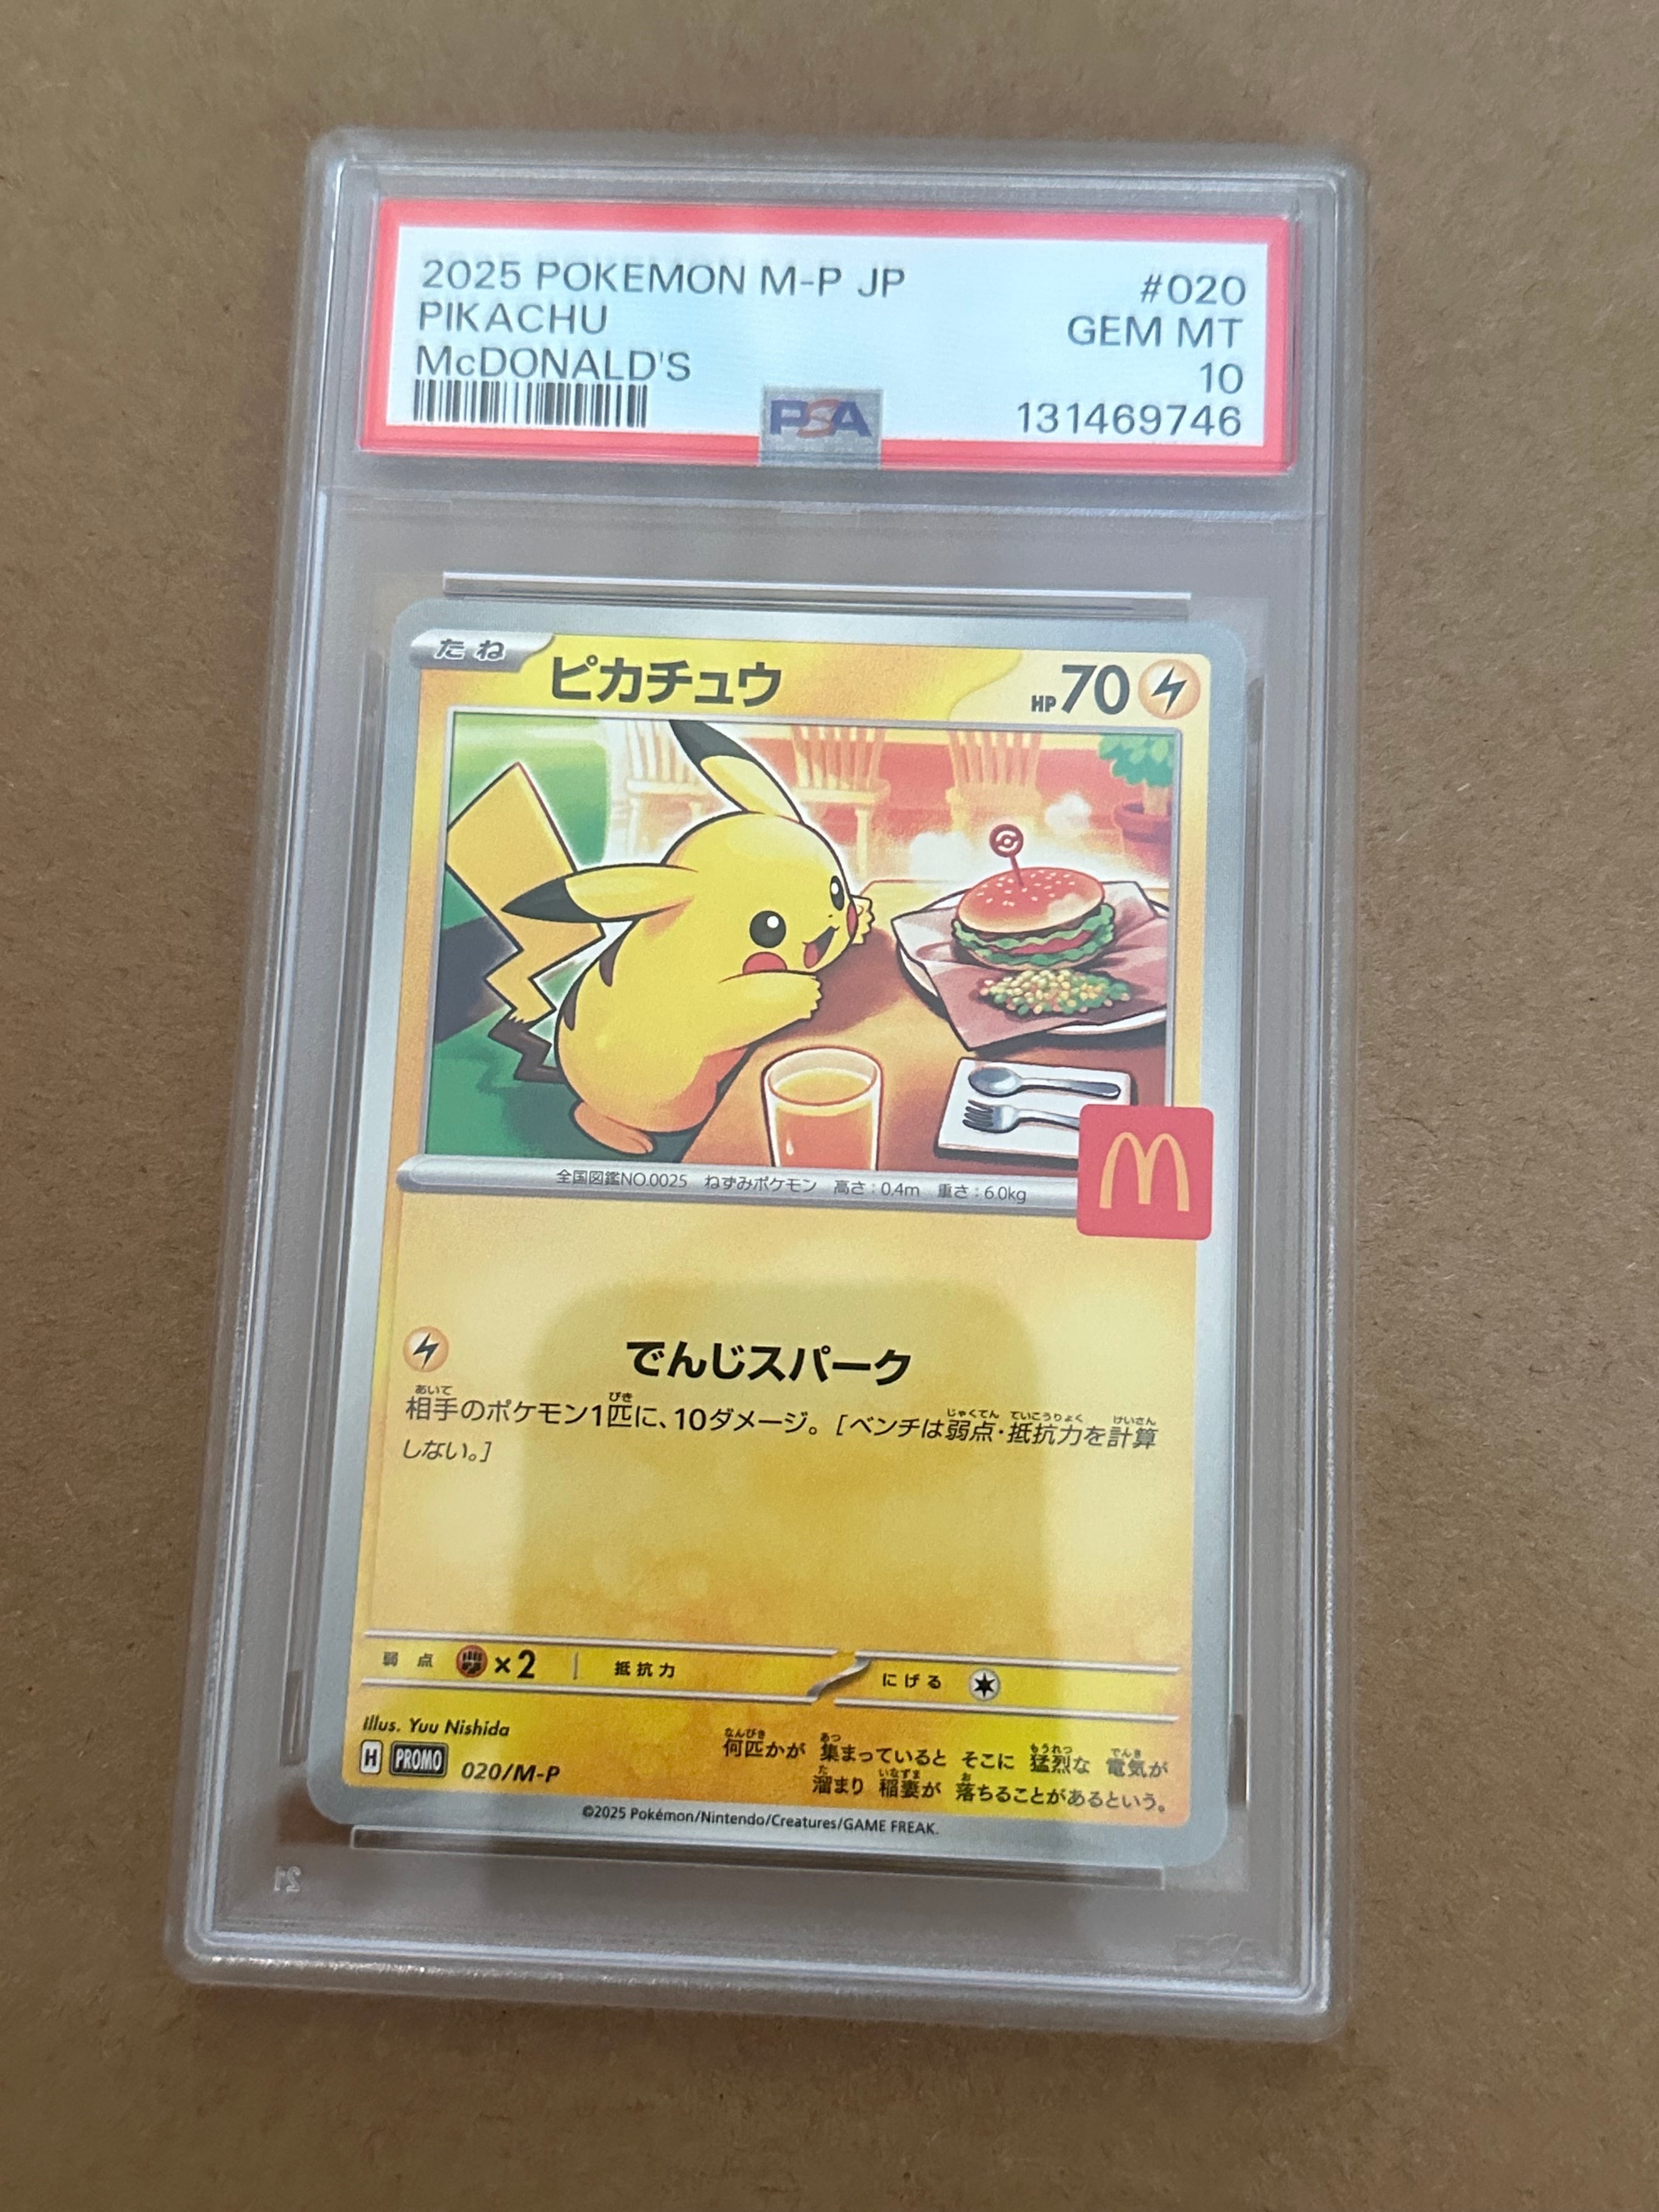 2025 POKEMON M-P JP #020
PIKACHU GEM MT
McDONALD'S 10
PSA 131469746
たね ピカチュウ HP70
全国図鑑NO.0025 ねずみポケモン 高さ:0.4m 重さ:6.0kg
でんじスパーク
相手のポケモン1匹に、10ダメージ。[ベンチは弱点・抵抗力を計算
しない。]
弱点 ×2 抵抗力 にげる
Illus. Yuu Nishida
H PROMO 020/M-P
何匹かが 集まっていると そこに 猛烈な 電気が
溜まり 稲妻が 落ちることがあるという。
©2025 Pokémon/Nintendo/Creatures/GAME FREAK.
21
PSA